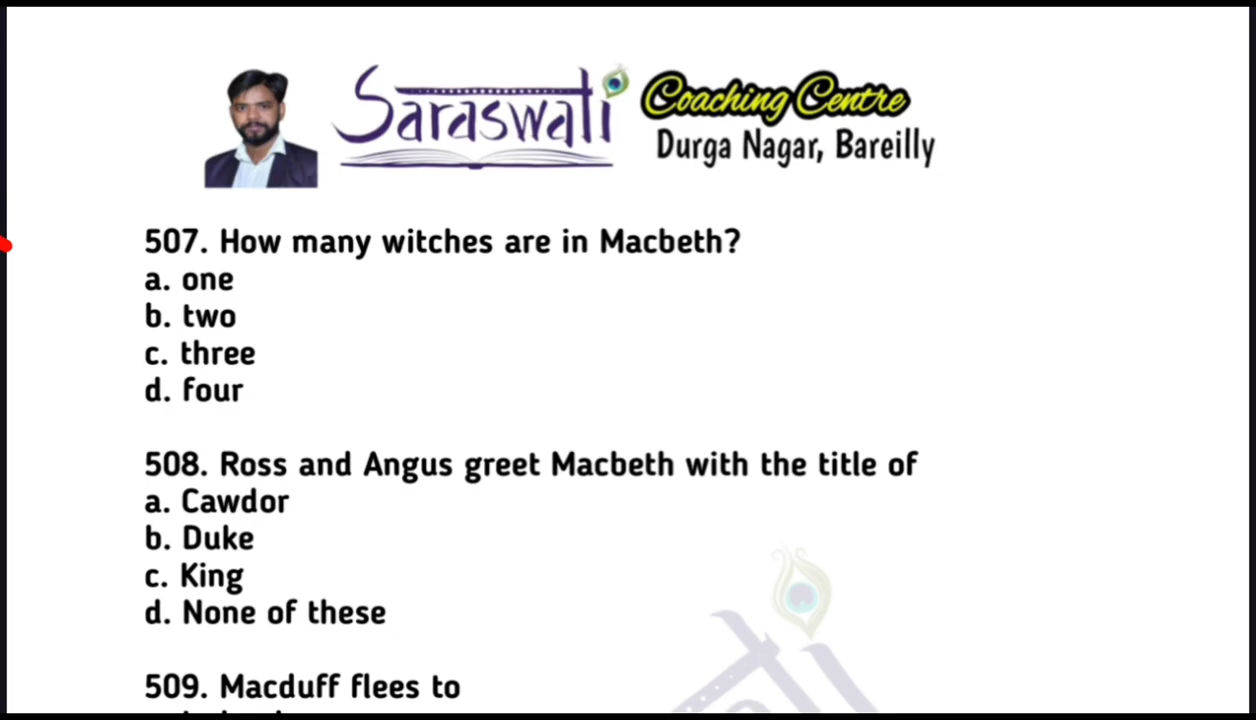 Saraswati Coaching Centre
Durga Nagar, Bareilly
507. How many witches are in Macbeth?
a. one
b. two
c. three
d. four
508. Ross and Angus greet Macbeth with the title of
a. Cawdor
b. Duke
c. King
d. None of these
509. Macduff flees to